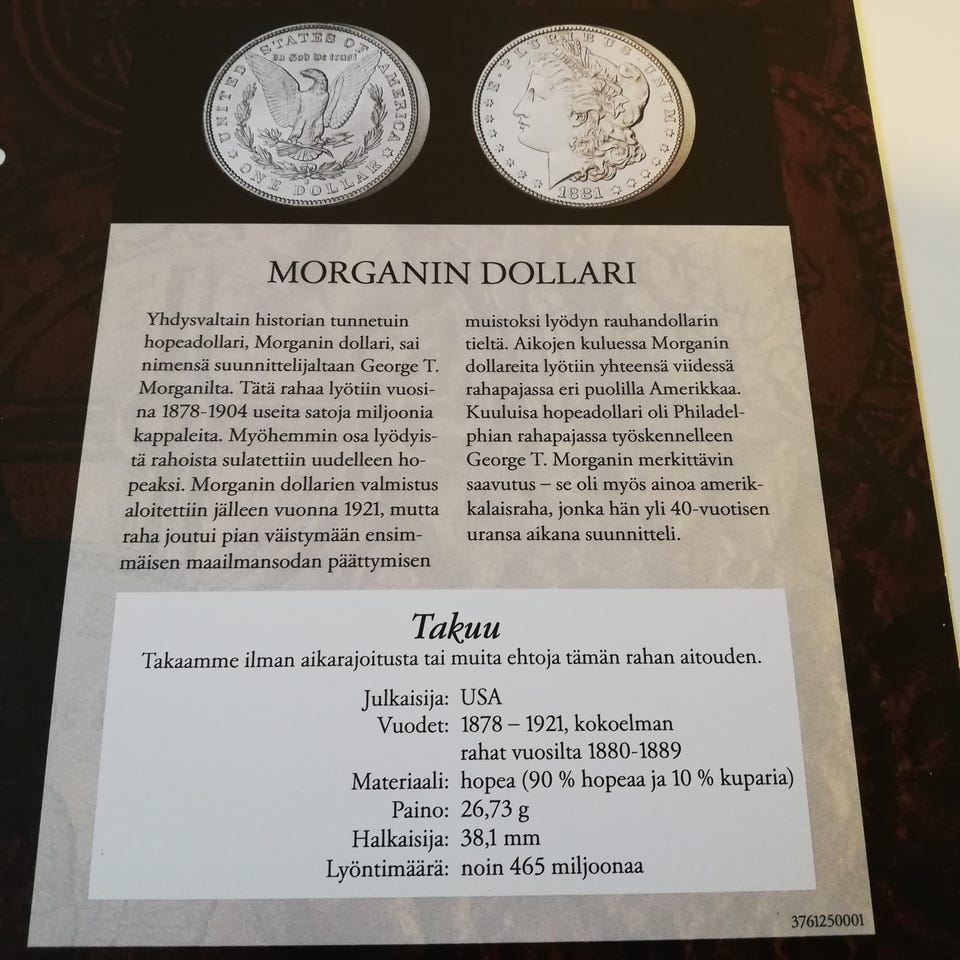 UNITED STATES OF AMERICA
In God we trust
ONE DOLLAR
E·PLURIBUS UNUM
1881
MORGANIN DOLLARI
Yhdysvaltain historian tunnetuin
hopeadollari, Morganin dollari, sai
nimensä suunnittelijaltaan George T.
Morganilta. Tätä rahaa lyötiin vuosi-
na 1878-1904 useita satoja miljoonia
kappaleita. Myöhemmin osa lyödyis-
tä rahoista sulatettiin uudelleen ho-
peaksi. Morganin dollarien valmistus
aloitettiin jälleen vuonna 1921, mutta
raha joutui pian väistymään ensim-
mäisen maailmansodan päättymisen
muistoksi lyödyn rauhandollarin
tieltä. Aikojen kuluessa Morganin
dollareita lyötiin yhteensä viidessä
rahapajassa eri puolilla Amerikkaa.
Kuuluisa hopeadollari oli Philadel-
phian rahapajassa työskennelleen
George T. Morganin merkittävin
saavutus – se oli myös ainoa amerik-
kalaisraha, jonka hän yli 40-vuotisen
uransa aikana suunnitteli.
Takuu
Takaamme ilman aikarajoitusta tai muita ehtoja tämän rahan aitouden.
Julkaisija: USA
Vuodet: 1878 – 1921, kokoelman
rahat vuosilta 1880-1889
Materiaali: hopea (90 % hopeaa ja 10 % kuparia)
Paino: 26,73 g
Halkaisija: 38,1 mm
Lyöntimäärä: noin 465 miljoonaa
3761250001